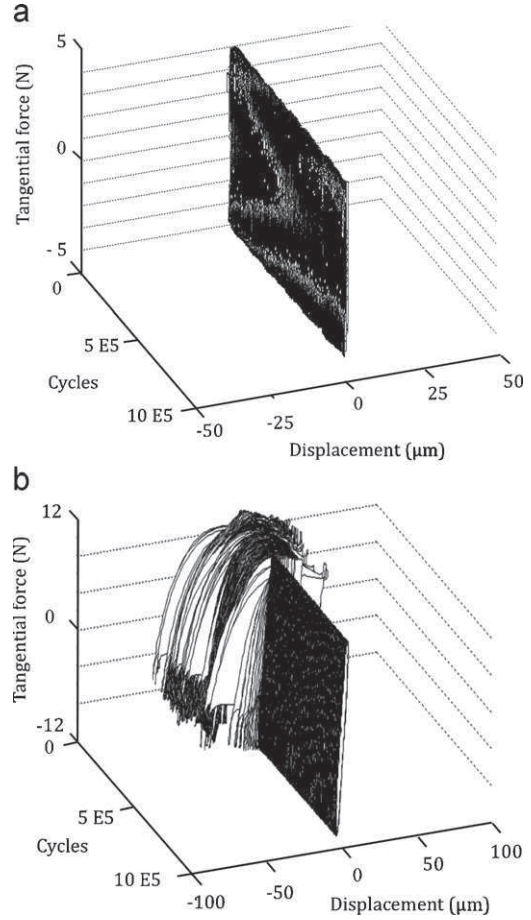 a
5
Tangential force (N)
0
- 5
0
5 E5
Cycles
10 E5
-50
-25
0
25
50
Displacement (μm)
b
12
Tangential force (N)
0
-12
0
5 E5
Cycles
10 E5
-100
-50
0
50
100
Displacement (μm)